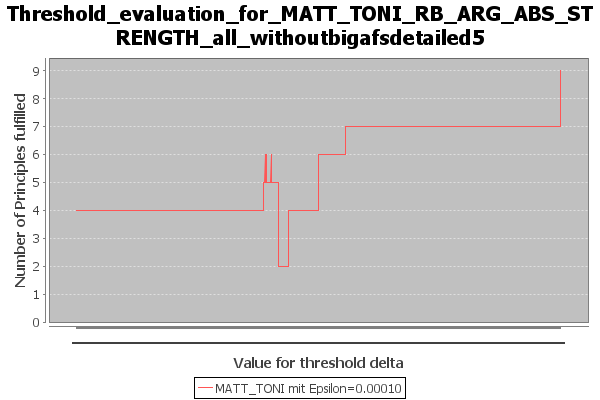 Threshold_evaluation_for_MATT_TONI_RB_ARG_ABS_ST
RENGTH_all_withoutbigafsdetailed5
Number of Principles fulfilled
9
8
7
6
5
4
3
2
1
0
Value for threshold delta
MATT_TONI mit Epsilon=0.00010